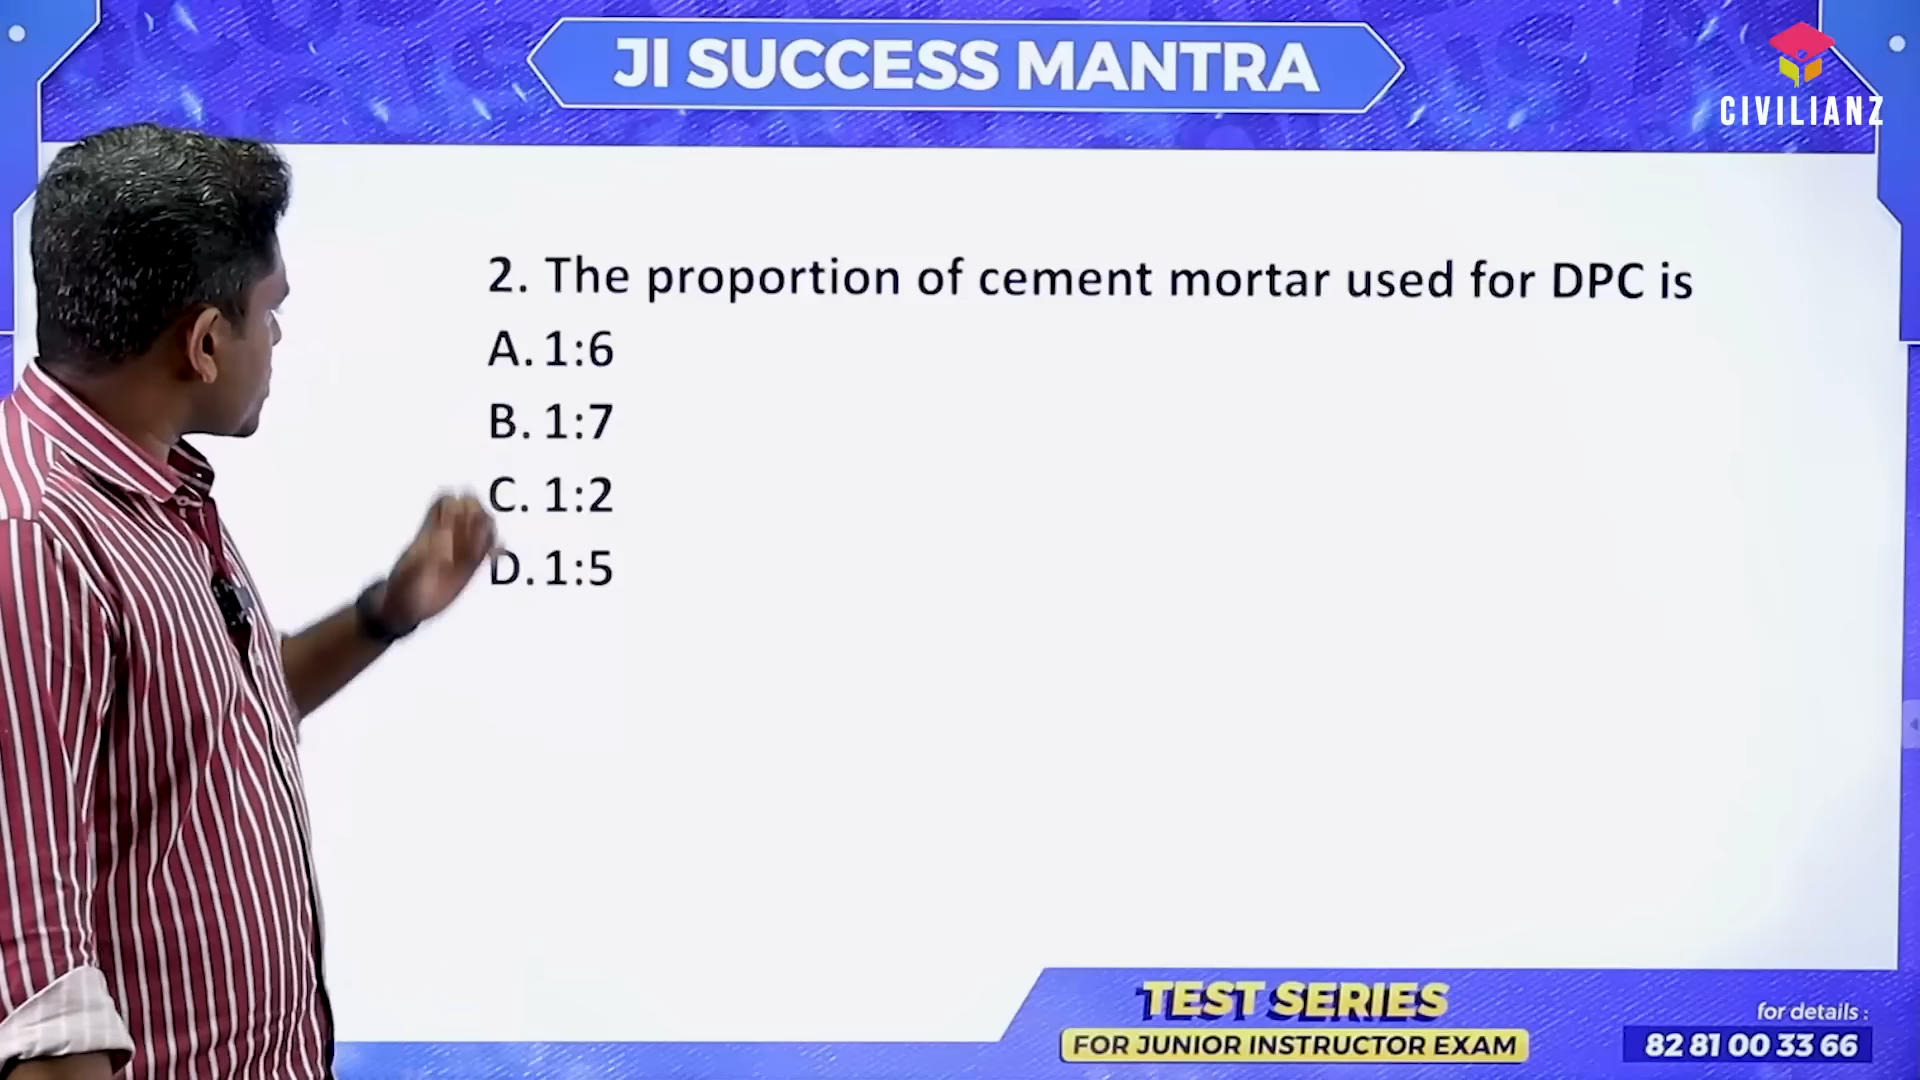 JI SUCCESS MANTRA
CIVILIANZ
2. The proportion of cement mortar used for DPC is
A. 1:6
B. 1:7
C. 1:2
D. 1:5
TEST SERIES
FOR JUNIOR INSTRUCTOR EXAM
for details :
82 81 00 33 66